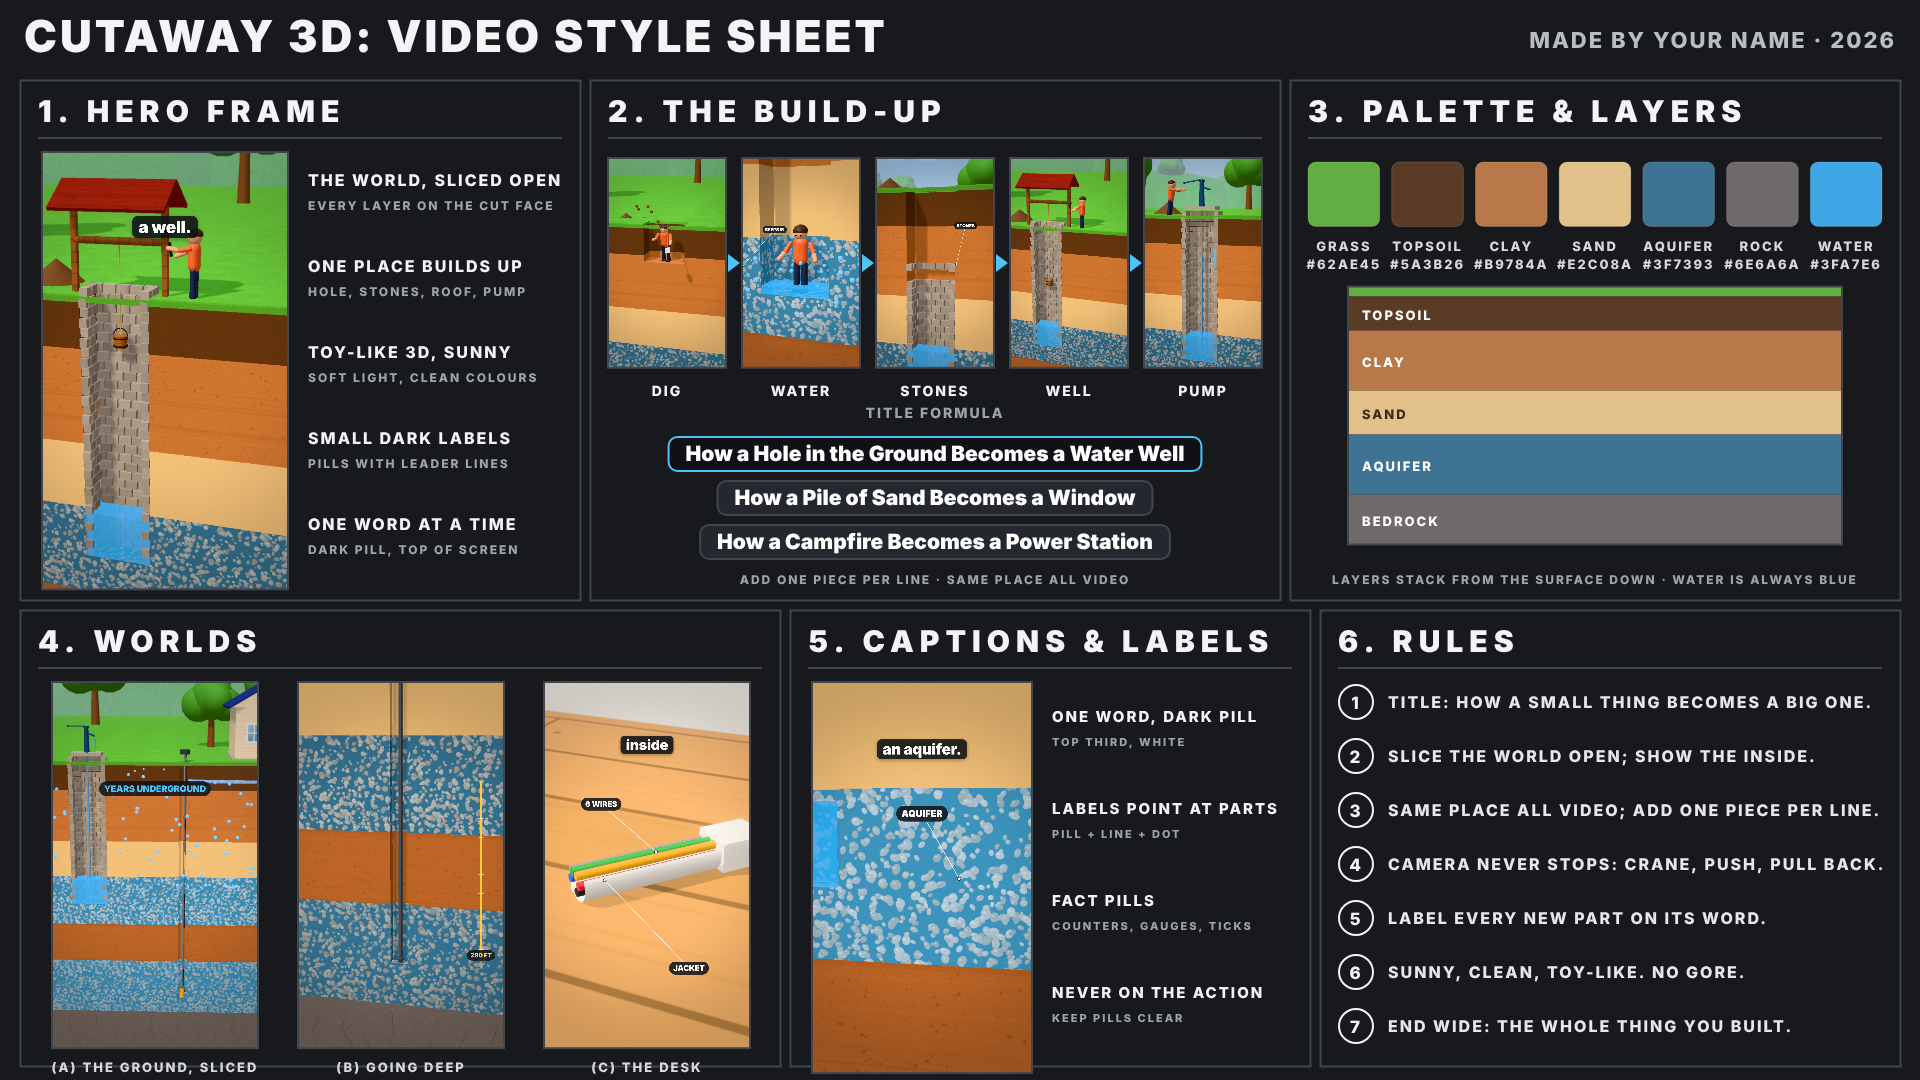 CUTAWAY 3D: VIDEO STYLE SHEET
MADE BY YOUR NAME · 2026
1. HERO FRAME
a well.
THE WORLD, SLICED OPEN
EVERY LAYER ON THE CUT FACE
ONE PLACE BUILDS UP
HOLE, STONES, ROOF, PUMP
TOY-LIKE 3D, SUNNY
SOFT LIGHT, CLEAN COLOURS
SMALL DARK LABELS
PILLS WITH LEADER LINES
ONE WORD AT A TIME
DARK PILL, TOP OF SCREEN
2. THE BUILD-UP
STONES
DIG
WATER
STONES
WELL
PUMP
TITLE FORMULA
How a Hole in the Ground Becomes a Water Well
How a Pile of Sand Becomes a Window
How a Campfire Becomes a Power Station
ADD ONE PIECE PER LINE · SAME PLACE ALL VIDEO
3. PALETTE & LAYERS
GRASS
#62AE45
TOPSOIL
#5A3B26
CLAY
#B9784A
SAND
#E2C08A
AQUIFER
#3F7393
ROCK
#6E6A6A
WATER
#3FA7E6
TOPSOIL
CLAY
SAND
AQUIFER
BEDROCK
LAYERS STACK FROM THE SURFACE DOWN · WATER IS ALWAYS BLUE
4. WORLDS
YEARS UNDERGROUND
(A) THE GROUND, SLICED
280 FT
(B) GOING DEEP
inside
6 WIRES
JACKET
(C) THE DESK
5. CAPTIONS & LABELS
an aquifer.
AQUIFER
ONE WORD, DARK PILL
TOP THIRD, WHITE
LABELS POINT AT PARTS
PILL + LINE + DOT
FACT PILLS
COUNTERS, GAUGES, TICKS
NEVER ON THE ACTION
KEEP PILLS CLEAR
6. RULES
1 TITLE: HOW A SMALL THING BECOMES A BIG ONE.
2 SLICE THE WORLD OPEN; SHOW THE INSIDE.
3 SAME PLACE ALL VIDEO; ADD ONE PIECE PER LINE.
4 CAMERA NEVER STOPS: CRANE, PUSH, PULL BACK.
5 LABEL EVERY NEW PART ON ITS WORD.
6 SUNNY, CLEAN, TOY-LIKE. NO GORE.
7 END WIDE: THE WHOLE THING YOU BUILT.